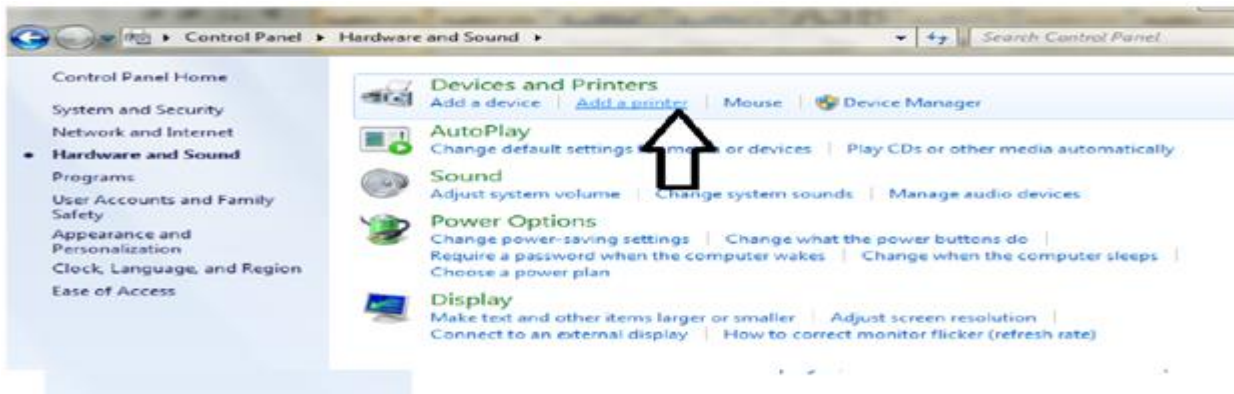 Control Panel ▸ Hardware and Sound ▸
Search Control Panel
Control Panel Home
System and Security
Network and Internet
Hardware and Sound
Programs
User Accounts and Family
Safety
Appearance and
Personalization
Clock, Language, and Region
Ease of Access
Devices and Printers
Add a device | Add a printer | Mouse | Device Manager
AutoPlay
Change default settings or devices | Play CDs or other media automatically
Sound
Adjust system volume | Change system sounds | Manage audio devices
Power Options
Change power-saving settings | Change what the power buttons do |
Require a password when the computer wakes | Change when the computer sleeps |
Choose a power plan
Display
Make text and other items larger or smaller | Adjust screen resolution |
Connect to an external display | How to correct monitor flicker (refresh rate)